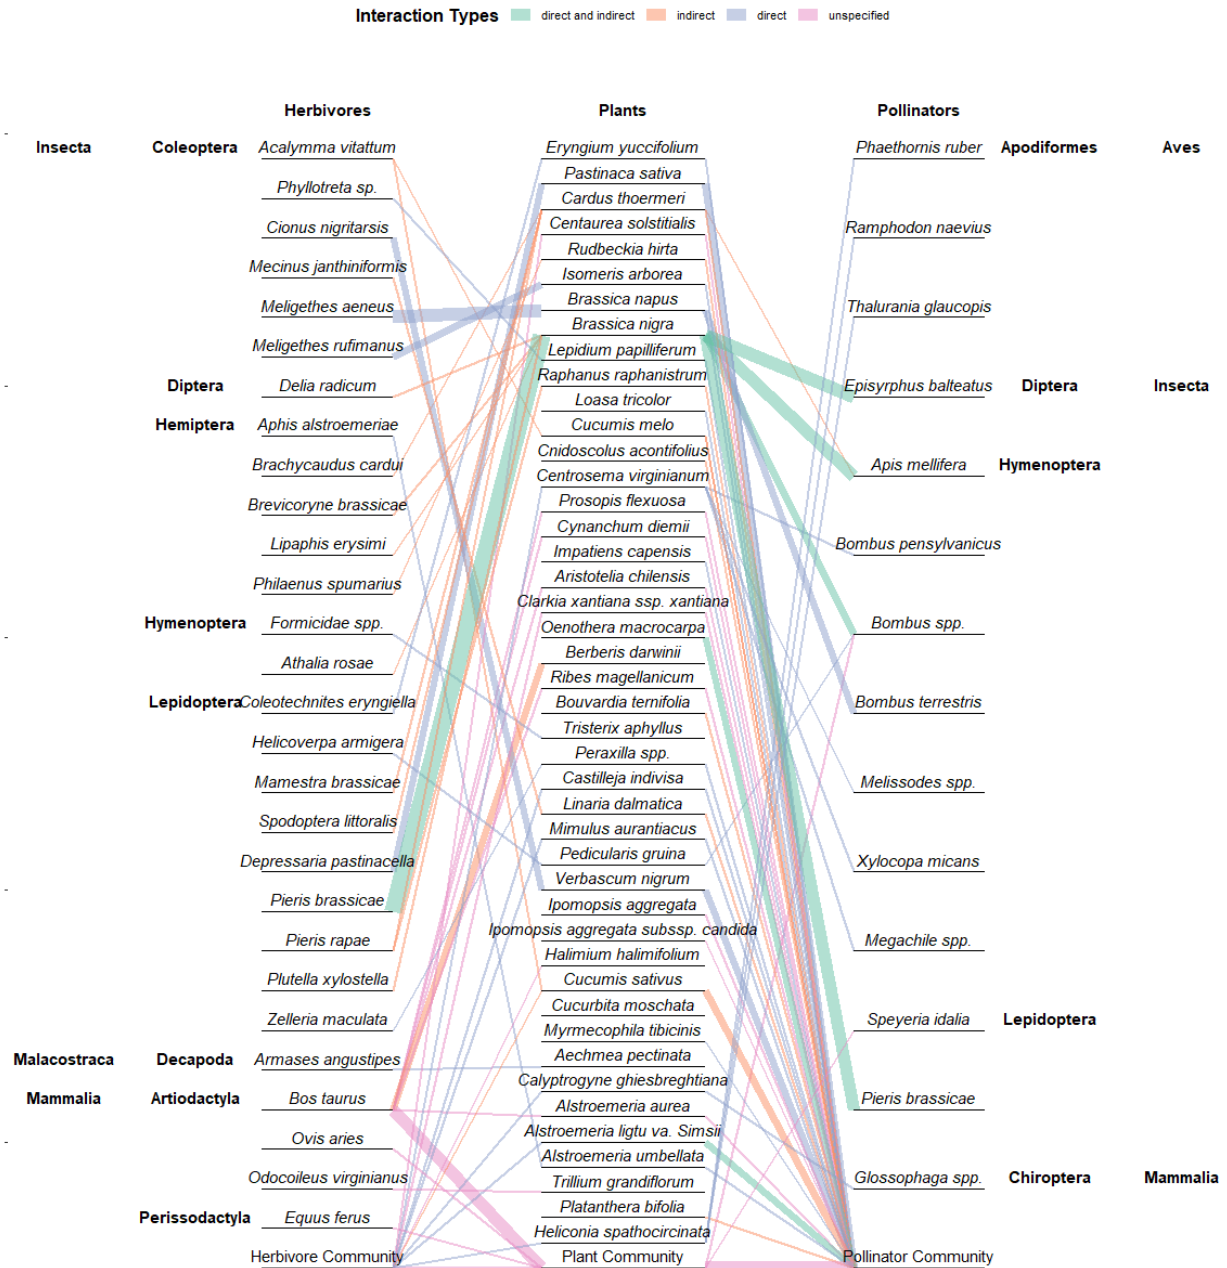 Interaction Types direct and indirect indirect direct unspecified
Herbivores Plants Pollinators
Insecta Coleoptera Acalymma vitattum Eryngium yuccifolium Phaethornis ruber Apodiformes Aves
Pastinaca sativa
Phyllotreta sp.
Cardus thoermeri
Cionus nigritarsis Centaurea solstitialis Ramphodon naevius
Rudbeckia hirta
Mecinus janthiniformis
Isomeris arborea
Meligethes aeneus Brassica napus Thalurania glaucopis
Brassica nigra
Meligethes rufimanus Lepidium papilliferum
Raphanus raphanistrum
Diptera Delia radicum Episyrphus balteatus Diptera Insecta
Loasa tricolor
Hemiptera Aphis alstroemeriae Cucumis melo
Cnidoscolus acontifolius
Brachycaudus cardui Apis mellifera Hymenoptera
Centrosema virginianum
Brevicoryne brassicae Prosopis flexuosa
Cynanchum diemii
Lipaphis erysimi Impatiens capensis Bombus pensylvanicus
Aristotelia chilensis
Philaenus spumarius
Clarkia xantiana ssp. xantiana
Hymenoptera Formicidae spp. Oenothera macrocarpa Bombus spp.
Berberis darwinii
Athalia rosae
Ribes magellanicum
Lepidoptera Coleotechnites eryngiella Bouvardia ternifolia Bombus terrestris
Tristerix aphyllus
Helicoverpa armigera
Peraxilla spp.
Mamestra brassicae Castilleja indivisa Melissodes spp.
Linaria dalmatica
Spodoptera littoralis Mimulus aurantiacus
Pedicularis gruina
Depressaria pastinacella Xylocopa micans
Verbascum nigrum
Pieris brassicae Ipomopsis aggregata
Ipomopsis aggregata subssp. candida
Pieris rapae Megachile spp.
Halimium halimifolium
Plutella xylostella Cucumis sativus
Cucurbita moschata
Zelleria maculata Speyeria idalia Lepidoptera
Myrmecophila tibicinis
Malacostraca Decapoda Armases angustipes Aechmea pectinata
Calyptrogyne ghiesbreghtiana
Mammalia Artiodactyla Bos taurus Pieris brassicae
Alstroemeria aurea
Ovis aries Alstroemeria ligtu va. Simsii
Alstroemeria umbellata
Odocoileus virginianus Trillium grandiflorum Glossophaga spp. Chiroptera Mammalia
Platanthera bifolia
Perissodactyla Equus ferus
Heliconia spathocircinata
Herbivore Community Plant Community Pollinator Community